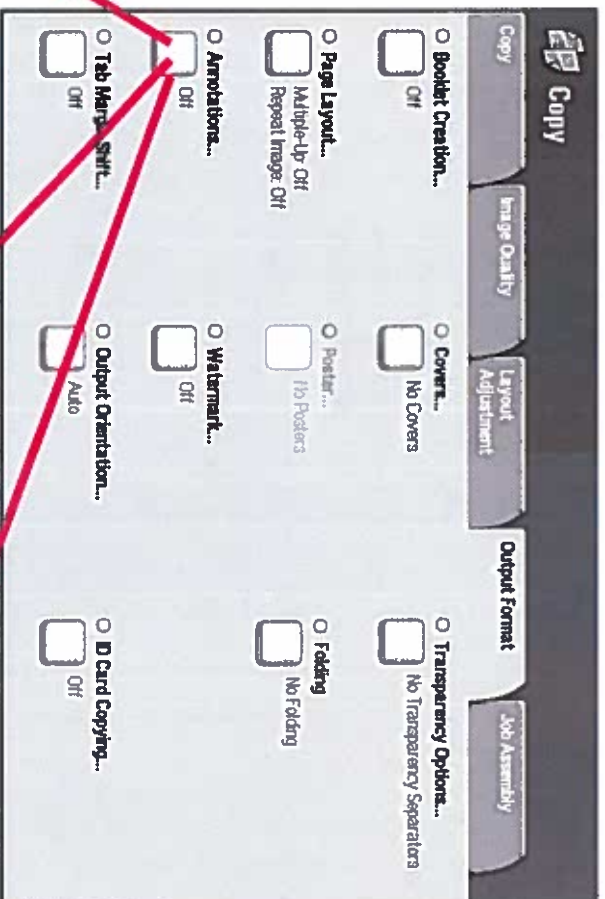 Copy
Copy
Image Quality
Layout
Adjustment
Output Format
Job Assembly
Booklet Creation...
Off
Covers...
No Covers
Transparency Options...
No Transparency Separators
Page Layout...
Multiple-Up: Off
Repeat Image: Off
Poster...
No Posters
Folding
No Folding
Annotations...
Off
Watermark...
Off
Tab Margin Shift...
Off
Output Orientation...
Auto
ID Card Copying...
Off